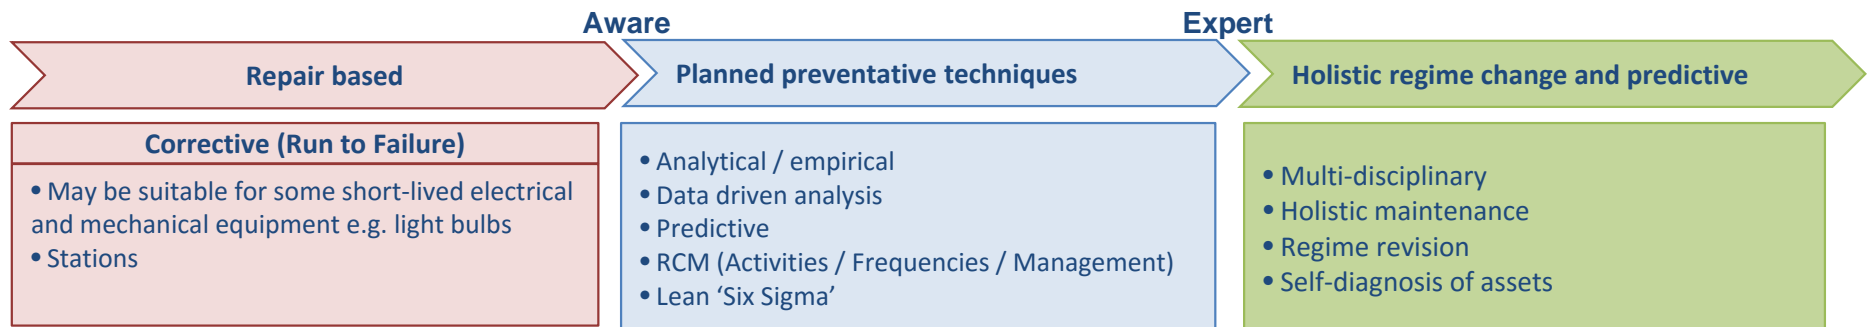 Aware
Expert
Repair based
Planned preventative techniques
Holistic regime change and predictive
Corrective (Run to Failure)
• May be suitable for some short-lived electrical
and mechanical equipment e.g. light bulbs
• Stations
• Analytical / empirical
• Data driven analysis
• Predictive
• RCM (Activities / Frequencies / Management)
• Lean ‘Six Sigma’
• Multi-disciplinary
• Holistic maintenance
• Regime revision
• Self-diagnosis of assets